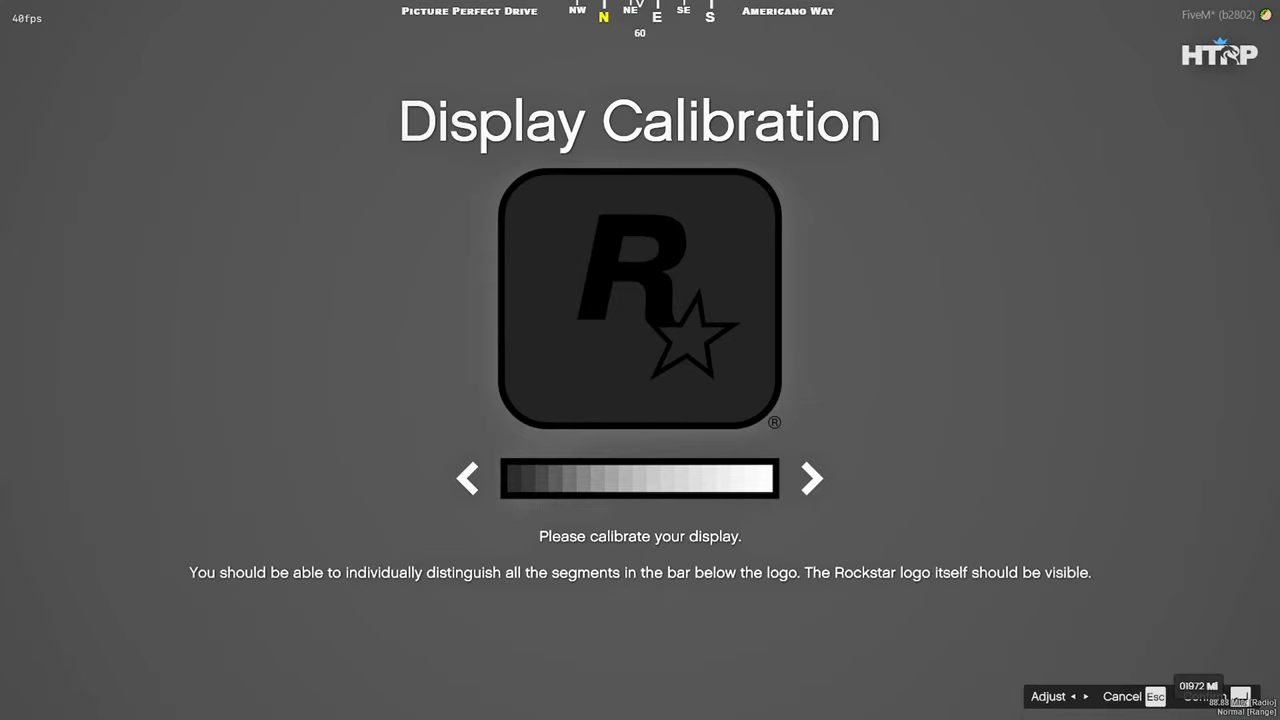 40fps
Picture Perfect Drive
NW N NE E SE S
Americano Way
60
FiveM* (b2802)
HTRP
Display Calibration
R
®
Please calibrate your display.
You should be able to individually distinguish all the segments in the bar below the logo. The Rockstar logo itself should be visible.
Adjust
Cancel Esc
01972 Mi
[Radio]
Normal [Range]